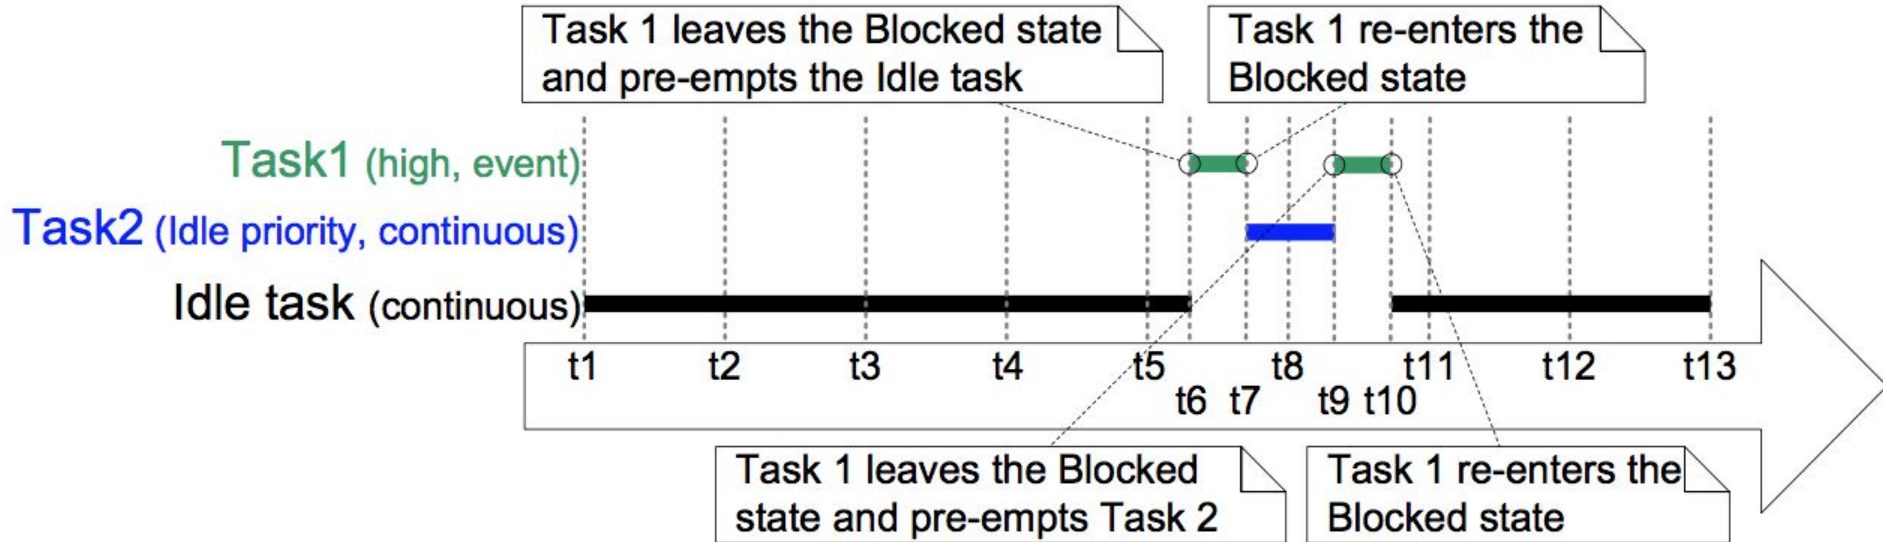 Task 1 leaves the Blocked state
and pre-empts the Idle task
Task 1 re-enters the
Blocked state
Task1 (high, event)
Task2 (Idle priority, continuous)
Idle task (continuous)
t1 t2 t3 t4 t5 t8 t11 t12 t13
t6 t7 t9 t10
Task 1 leaves the Blocked
state and pre-empts Task 2
Task 1 re-enters the
Blocked state